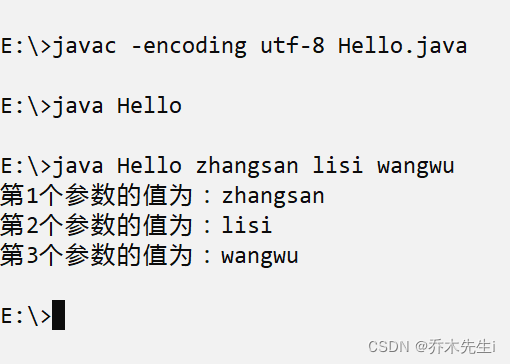 E:\>javac -encoding utf-8 Hello.java
E:\>java Hello
E:\>java Hello zhangsan lisi wangwu
第1个参数的值为：zhangsan
第2个参数的值为：lisi
第3个参数的值为：wangwu
E:\>
CSDN @乔木先生i